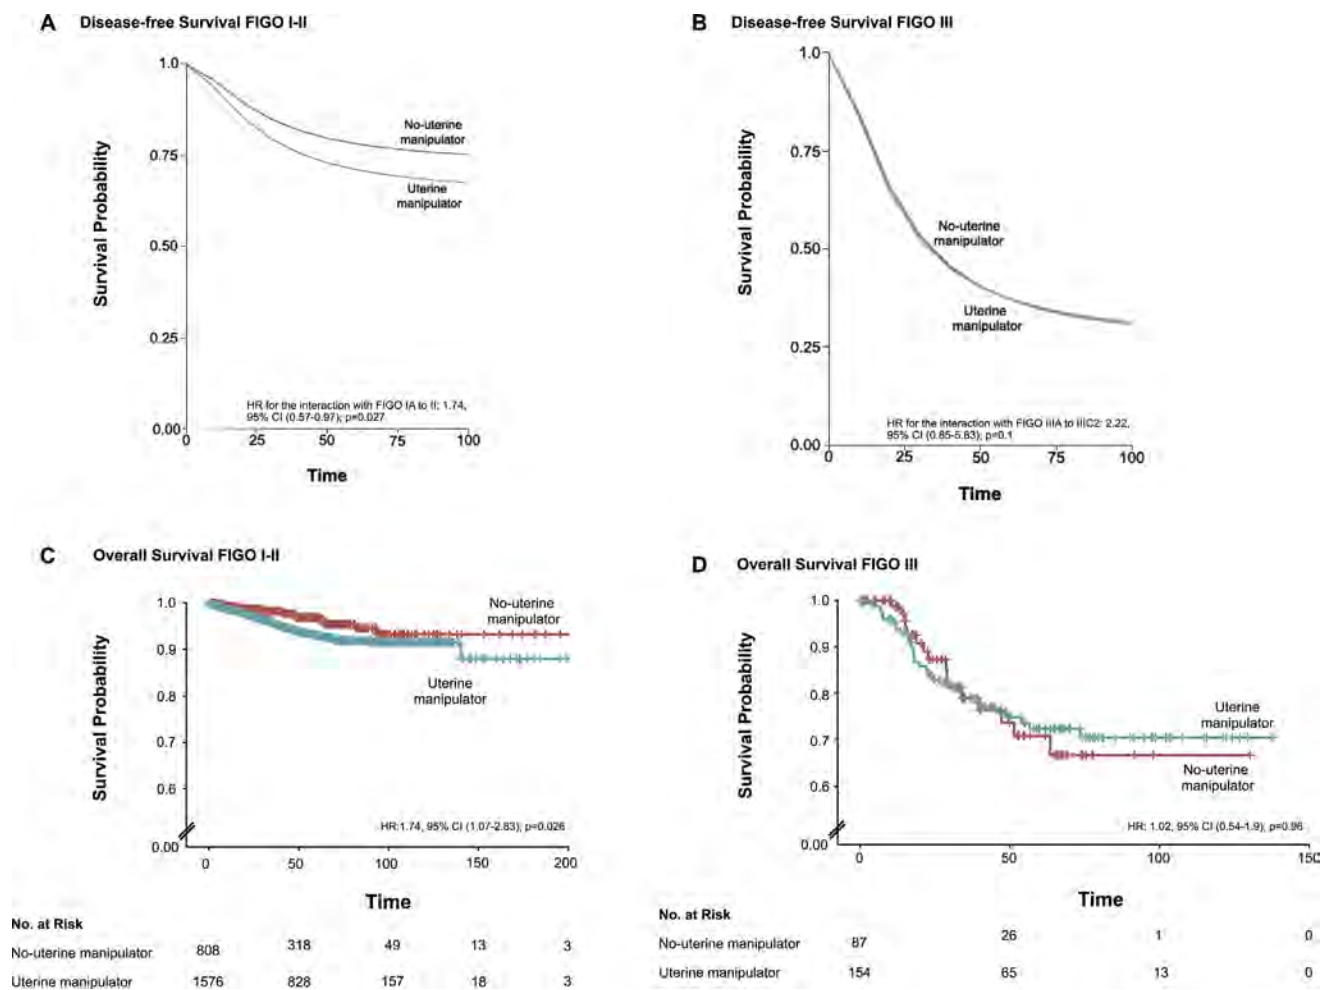 A Disease-free Survival FIGO I-II
1.0
0.75
0.50
0.25
0.00
Survival Probability
No-uterine
manipulator
Uterine
manipulator
HR for the interaction with FIGO IA to II: 1.74,
95% CI (0.57-0.97); p=0.027
0 25 50 75 100
Time
B Disease-free Survival FIGO III
1.0
0.75
0.50
0.25
0.00
Survival Probability
No-uterine
manipulator
Uterine
manipulator
HR for the interaction with FIGO IIIA to IIIC2: 2.22,
95% CI (0.85-5.83); p=0.1
0 25 50 75 100
Time
C Overall Survival FIGO I-II
1.0
0.9
0.8
0.7
0.6
0.00
Survival Probability
No-uterine
manipulator
Uterine
manipulator
HR:1.74, 95% CI (1.07-2.83); p=0.026
0 50 100 150 200
Time
No. at Risk
No-uterine manipulator 808 318 49 13 3
Uterine manipulator 1576 828 157 18 3
D Overall Survival FIGO III
1.0
0.9
0.8
0.7
0.6
0.00
Survival Probability
Uterine
manipulator
No-uterine
manipulator
HR: 1.02, 95% CI (0.54-1.9); p=0.96
0 50 100 150
Time
No. at Risk
No-uterine manipulator 87 26 1 0
Uterine manipulator 154 65 13 0